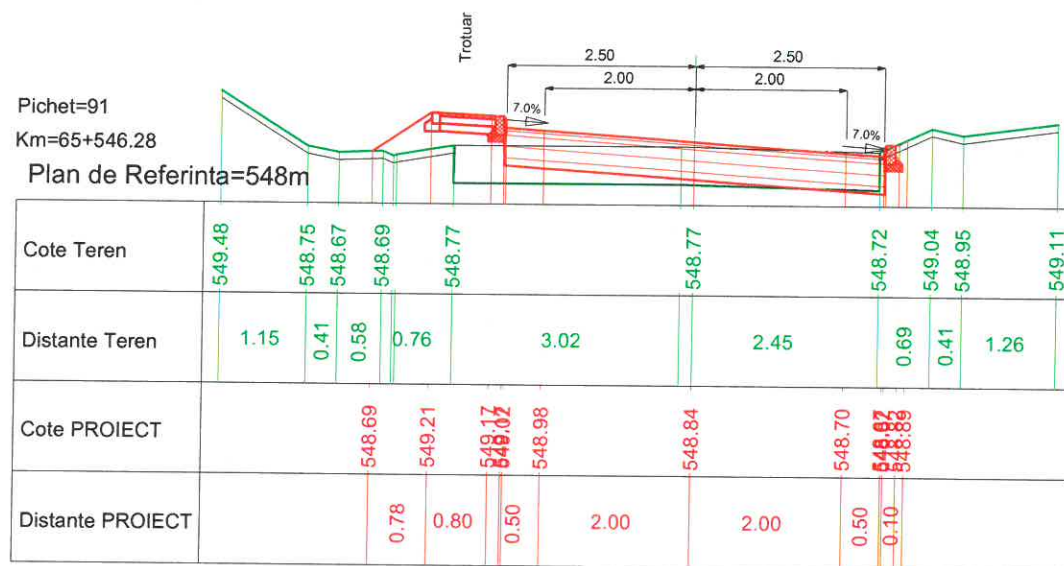 Trotuar
2.50 2.50
2.00 2.00
7.0%
7.0%
Pichet=91
Km=65+546.28
Plan de Referinta=548m
Cote Teren 549.48 548.75 548.67 548.69 548.77 548.77 548.72 549.04 548.95 549.11
Distante Teren 1.15 0.41 0.58 0.76 3.02 2.45 0.69 0.41 1.26
Cote PROIECT 548.69 549.21 549.17 549.02 548.98 548.84 548.70 548.89
Distante PROIECT 0.78 0.80 0.50 2.00 2.00 0.50 0.10